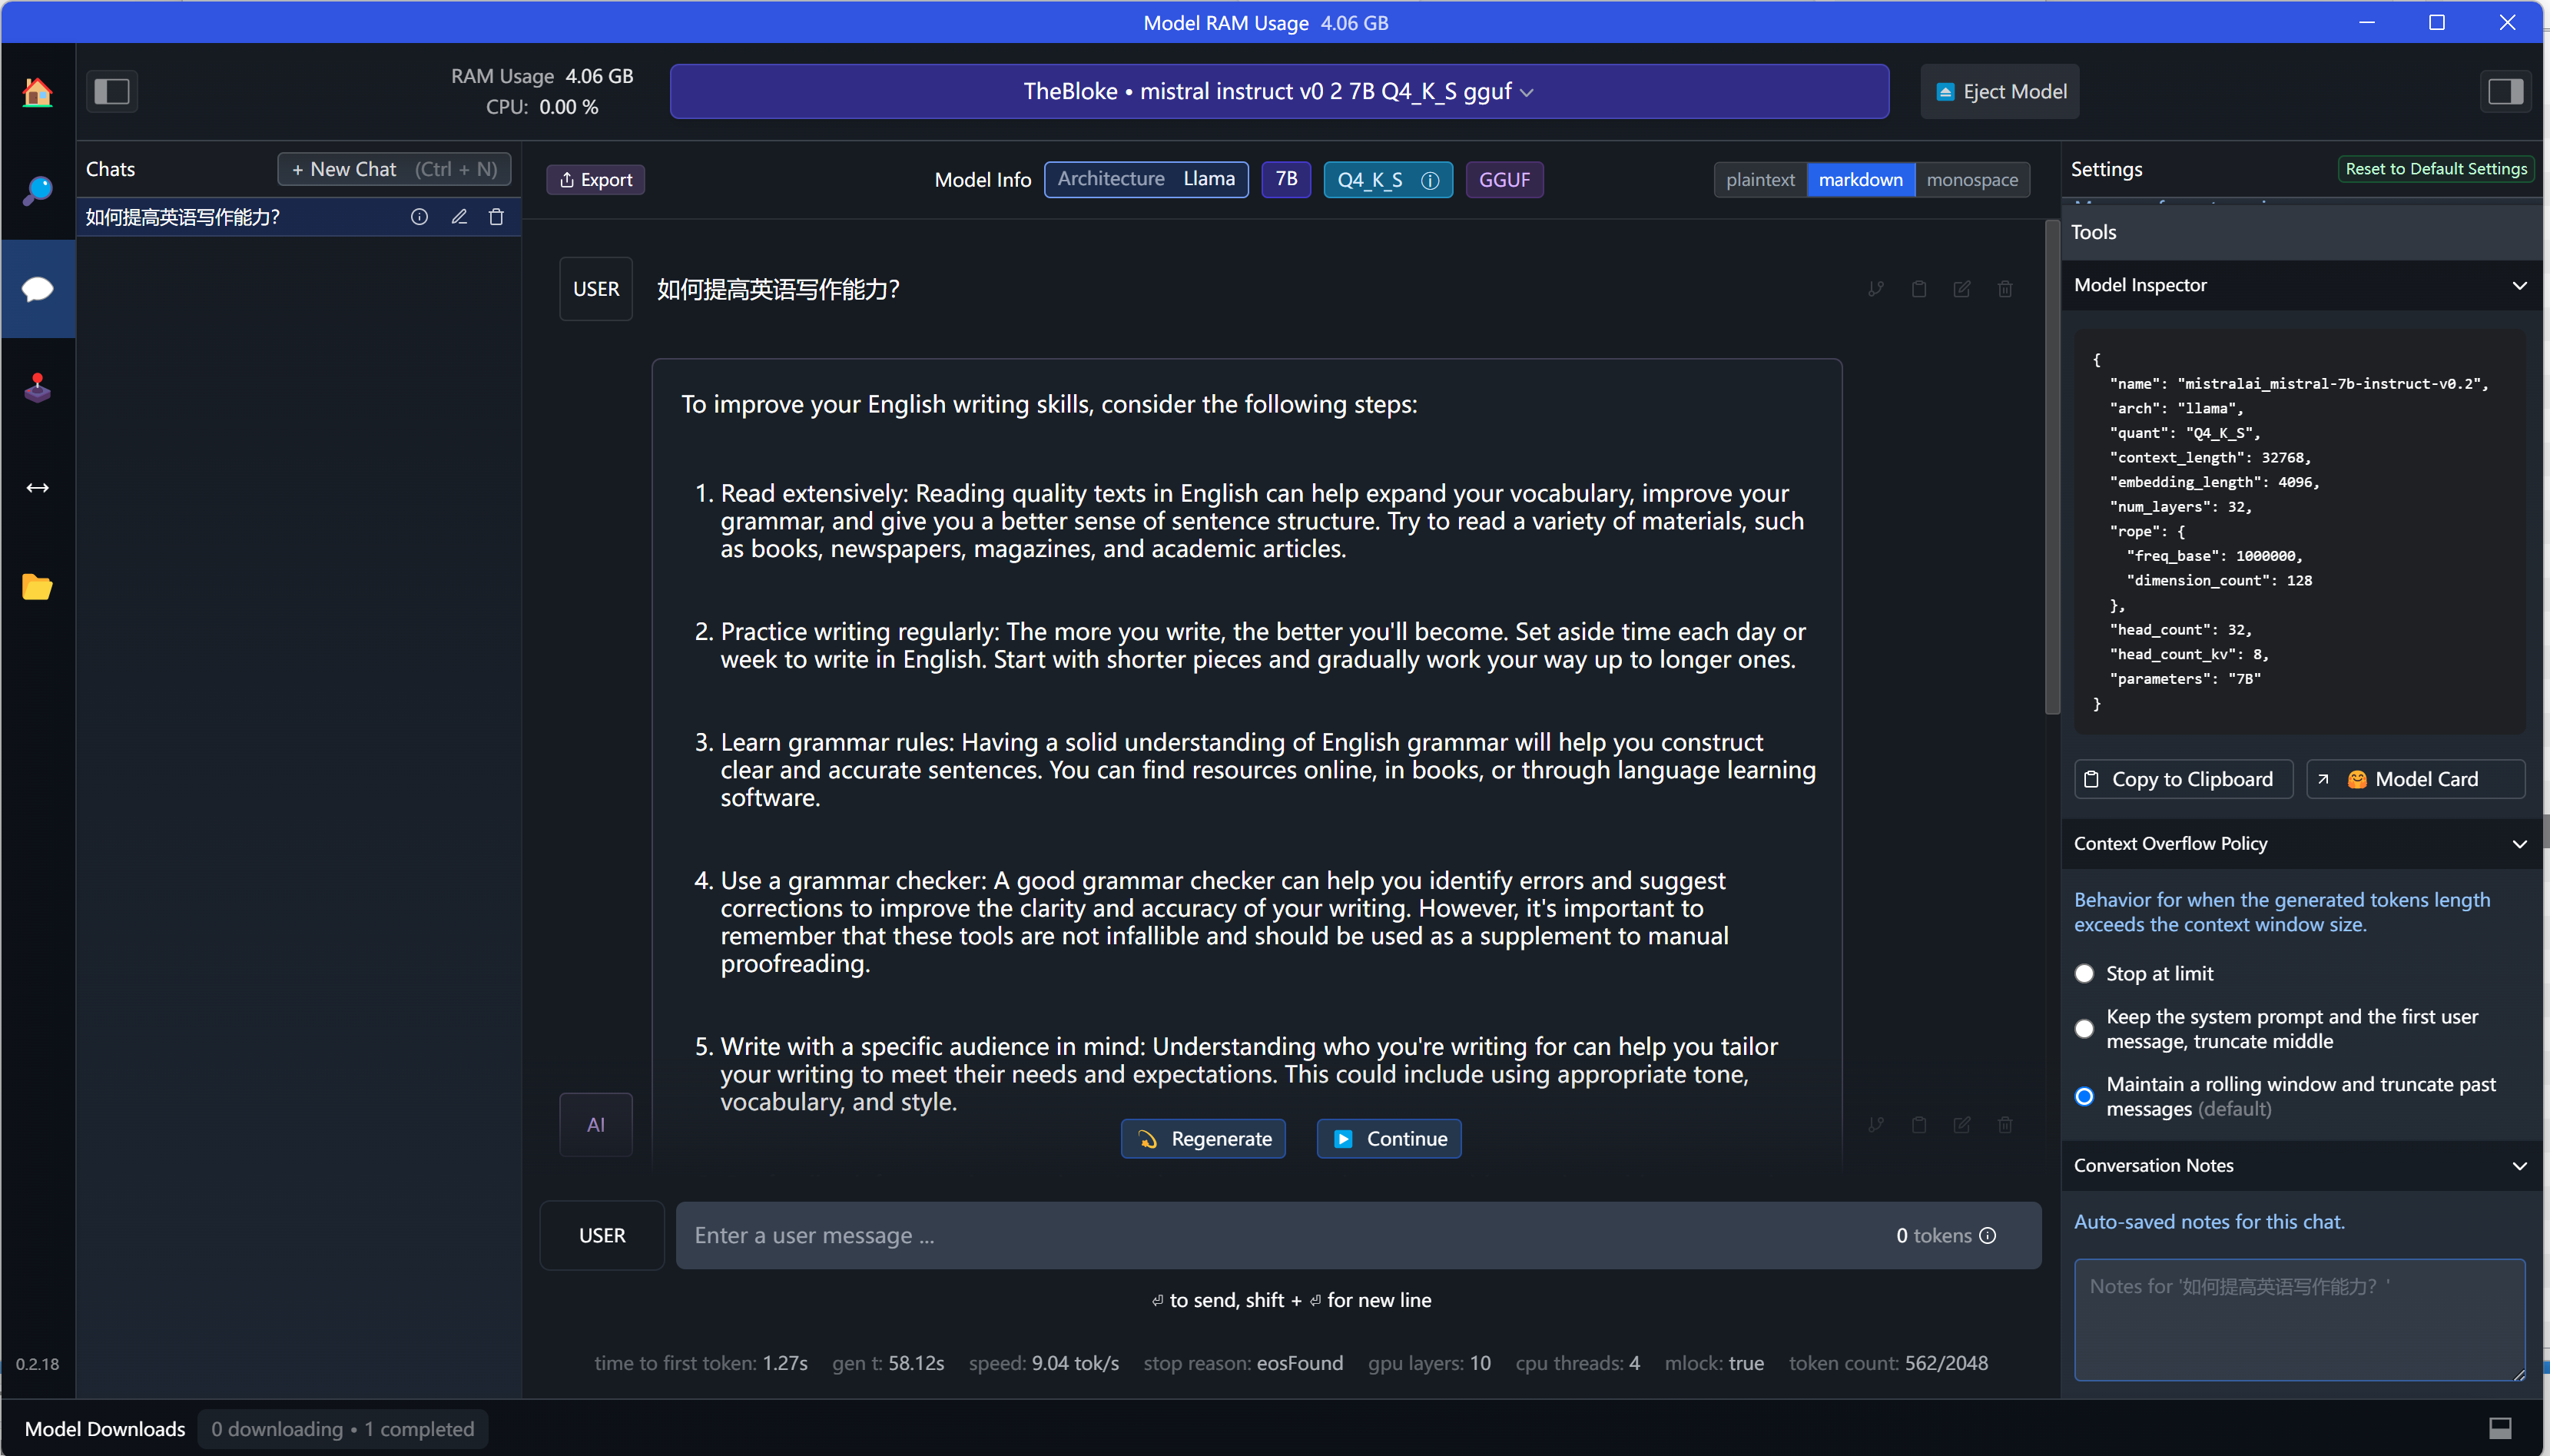 Model RAM Usage 4.06 GB
RAM Usage 4.06 GB
CPU: 0.00 %
TheBloke • mistral instruct v0 2 7B Q4_K_S gguf
Eject Model
Chats
+ New Chat (Ctrl + N)
如何提高英语写作能力？
Export
Model Info
Architecture Llama
7B
Q4_K_S
GGUF
plaintext
markdown
monospace
USER
如何提高英语写作能力？
To improve your English writing skills, consider the following steps:
1. Read extensively: Reading quality texts in English can help expand your vocabulary, improve your
grammar, and give you a better sense of sentence structure. Try to read a variety of materials, such
as books, newspapers, magazines, and academic articles.
2. Practice writing regularly: The more you write, the better you'll become. Set aside time each day or
week to write in English. Start with shorter pieces and gradually work your way up to longer ones.
3. Learn grammar rules: Having a solid understanding of English grammar will help you construct
clear and accurate sentences. You can find resources online, in books, or through language learning
software.
4. Use a grammar checker: A good grammar checker can help you identify errors and suggest
corrections to improve the clarity and accuracy of your writing. However, it's important to
remember that these tools are not infallible and should be used as a supplement to manual
proofreading.
5. Write with a specific audience in mind: Understanding who you're writing for can help you tailor
your writing to meet their needs and expectations. This could include using appropriate tone,
vocabulary, and style.
AI
Regenerate
Continue
USER
Enter a user message ...
0 tokens
⏎ to send, shift + ⏎ for new line
time to first token: 1.27s gen t: 58.12s speed: 9.04 tok/s stop reason: eosFound gpu layers: 10 cpu threads: 4 mlock: true token count: 562/2048
Settings
Reset to Default Settings
Tools
Model Inspector
{
"name": "mistralai_mistral-7b-instruct-v0.2",
"arch": "llama",
"quant": "Q4_K_S",
"context_length": 32768,
"embedding_length": 4096,
"num_layers": 32,
"rope": {
"freq_base": 1000000,
"dimension_count": 128
},
"head_count": 32,
"head_count_kv": 8,
"parameters": "7B"
}
Copy to Clipboard
Model Card
Context Overflow Policy
Behavior for when the generated tokens length
exceeds the context window size.
Stop at limit
Keep the system prompt and the first user
message, truncate middle
Maintain a rolling window and truncate past
messages (default)
Conversation Notes
Auto-saved notes for this chat.
Notes for '如何提高英语写作能力？'
0.2.18
Model Downloads
0 downloading • 1 completed